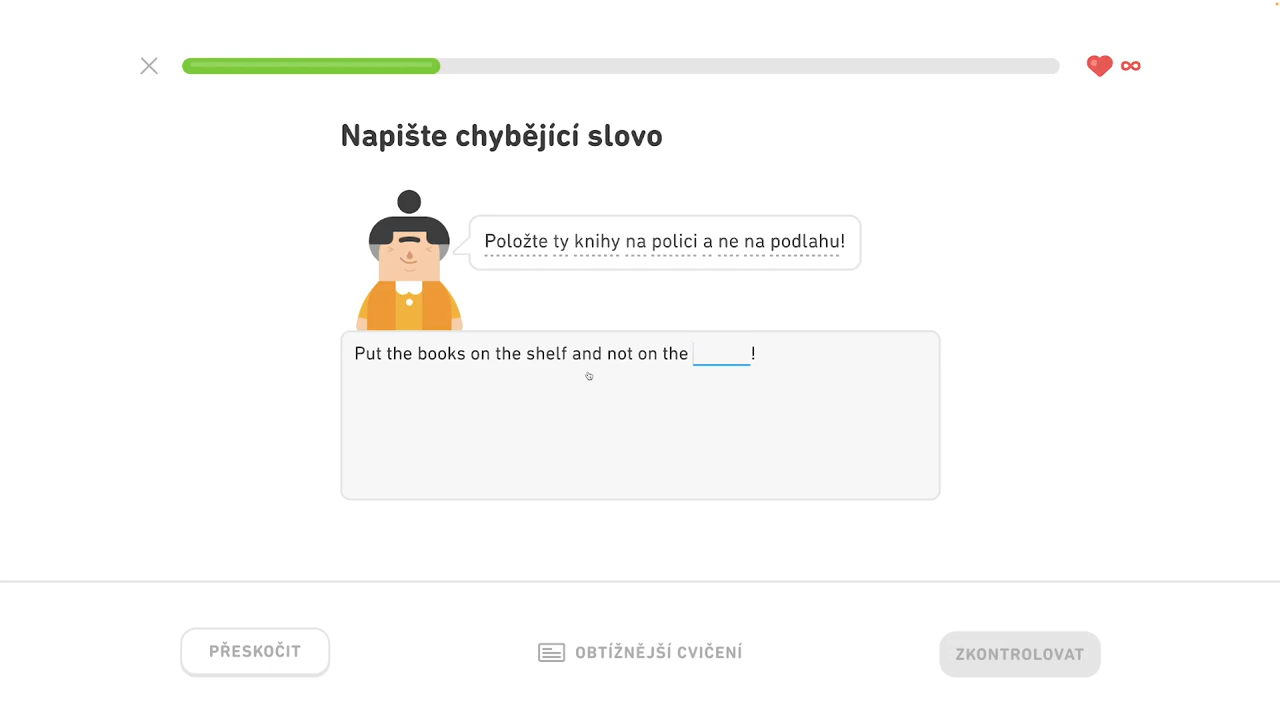 ∞
Napište chybějící slovo
Položte ty knihy na polici a ne na podlahu!
Put the books on the shelf and not on the _____!
PŘESKOČIT
OBTÍŽNĚJŠÍ CVIČENÍ
ZKONTROLOVAT